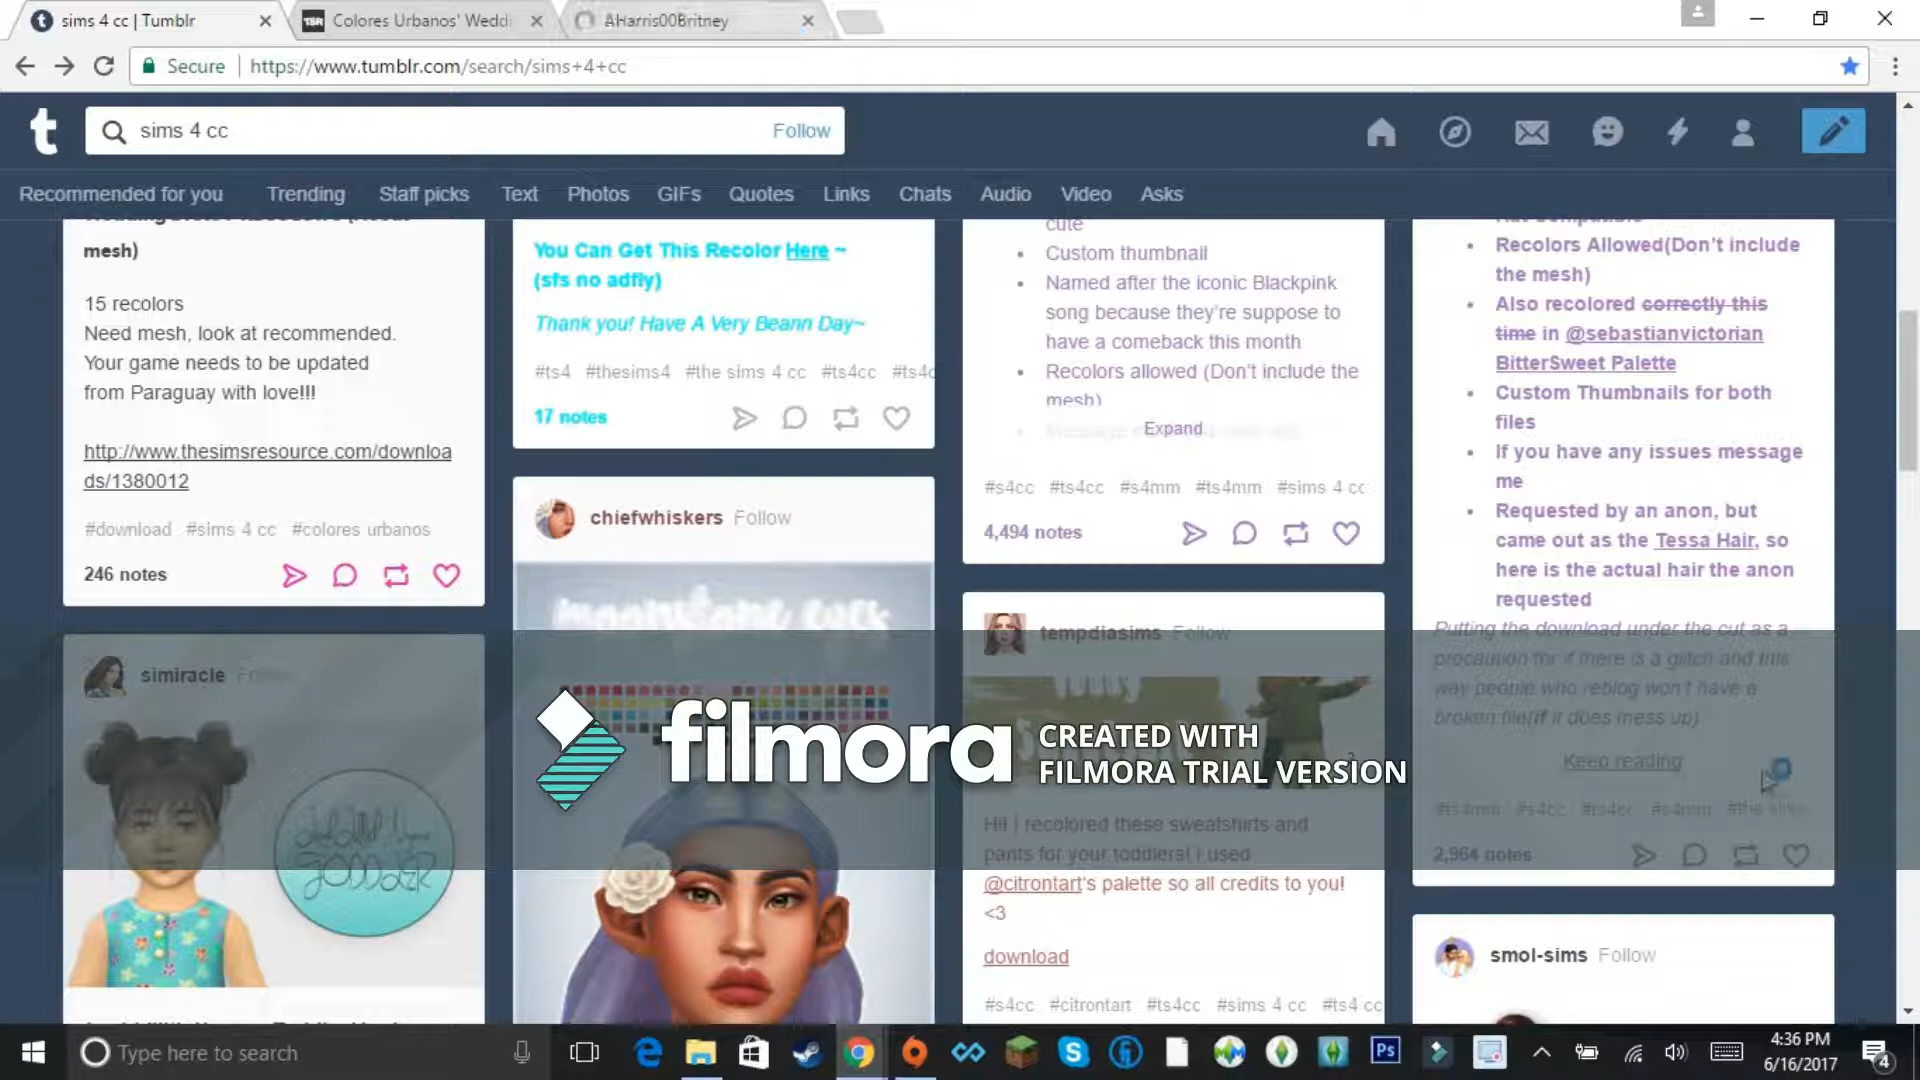 sims 4 cc | Tumblr
TSR Colores Urbanos' Weddi
AHarris00Britney
Secure
https://www.tumblr.com/search/sims+4+cc
t
sims 4 cc
Follow
Recommended for you
Trending
Staff picks
Text
Photos
GIFs
Quotes
Links
Chats
Audio
Video
Asks
mesh)
15 recolors
Need mesh, look at recommended.
Your game needs to be updated
from Paraguay with love!!!
http://www.thesimsresource.com/downloa
ds/1380012
#download #sims 4 cc #colores urbanos
246 notes
simiracle
You Can Get This Recolor Here ~
(sfs no adfly)
Thank you! Have A Very Beann Day~
#ts4 #thesims4 #the sims 4 cc #ts4cc #ts4c
17 notes
chiefwhiskers Follow
cute
Custom thumbnail
Named after the iconic Blackpink
song because they're suppose to
have a comeback this month
Recolors allowed (Don't include the
mesh)
Expand
#s4cc #ts4cc #s4mm #ts4mm #sims 4 cc
4,494 notes
tempdiasims Follow
HII I recolored these sweatshirts and
pants for your toddlers! I used
@citrontart's palette so all credits to you!
<3
download
#s4cc #citrontart #ts4cc #sims 4 cc #ts4 cc
Recolors Allowed(Don't include
the mesh)
Also recolored correctly this
time in @sebastianvictorian
BitterSweet Palette
Custom Thumbnails for both
files
If you have any issues message
me
Requested by an anon, but
came out as the Tessa Hair, so
here is the actual hair the anon
requested
Putting the download under the cut as a
precaution for if there is a glitch and this
way people who reblog won't have a
broken file(If it does mess up)
Keep reading
#ts4mm #s4cc #ts4cc #s4mm #the sims
2,964 notes
smol-sims Follow
filmora
CREATED WITH
FILMORA TRIAL VERSION
Type here to search
Ps
4:36 PM
6/16/2017
4